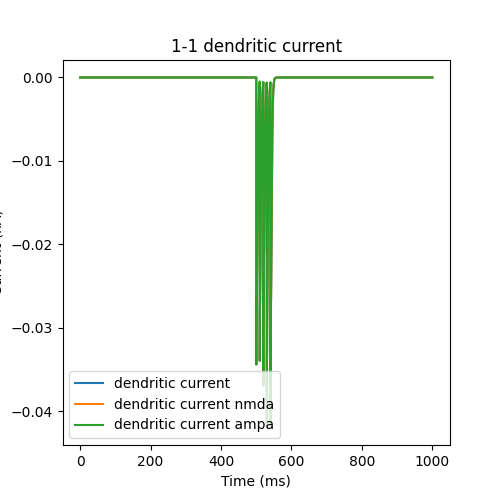 1-1 dendritic current
0.00
−0.01
−0.02
−0.03
−0.04
dendritic current
dendritic current nmda
dendritic current ampa
0
200
400
600
800
1000
Time (ms)